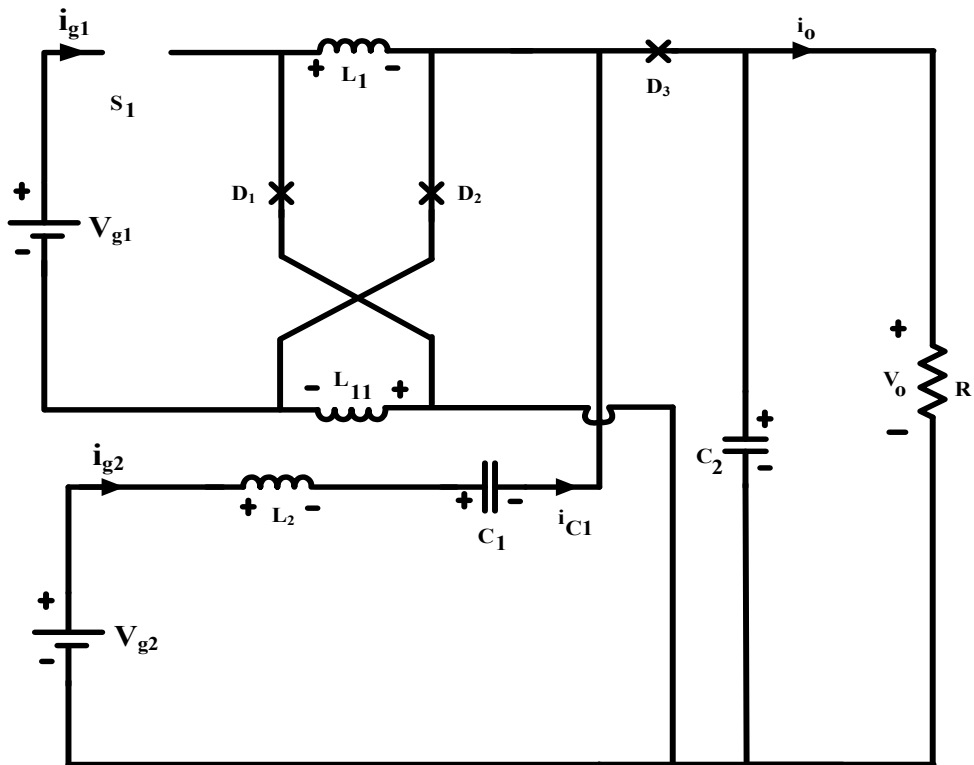 i_g1
i_o
+ L_1 -
D_3
S_1
D_1
D_2
+
V_g1
-
- L_11 +
+
V_o
R
-
C_2
+
-
i_g2
+ L_2 -
+ C_1 -
i_C1
+
V_g2
-